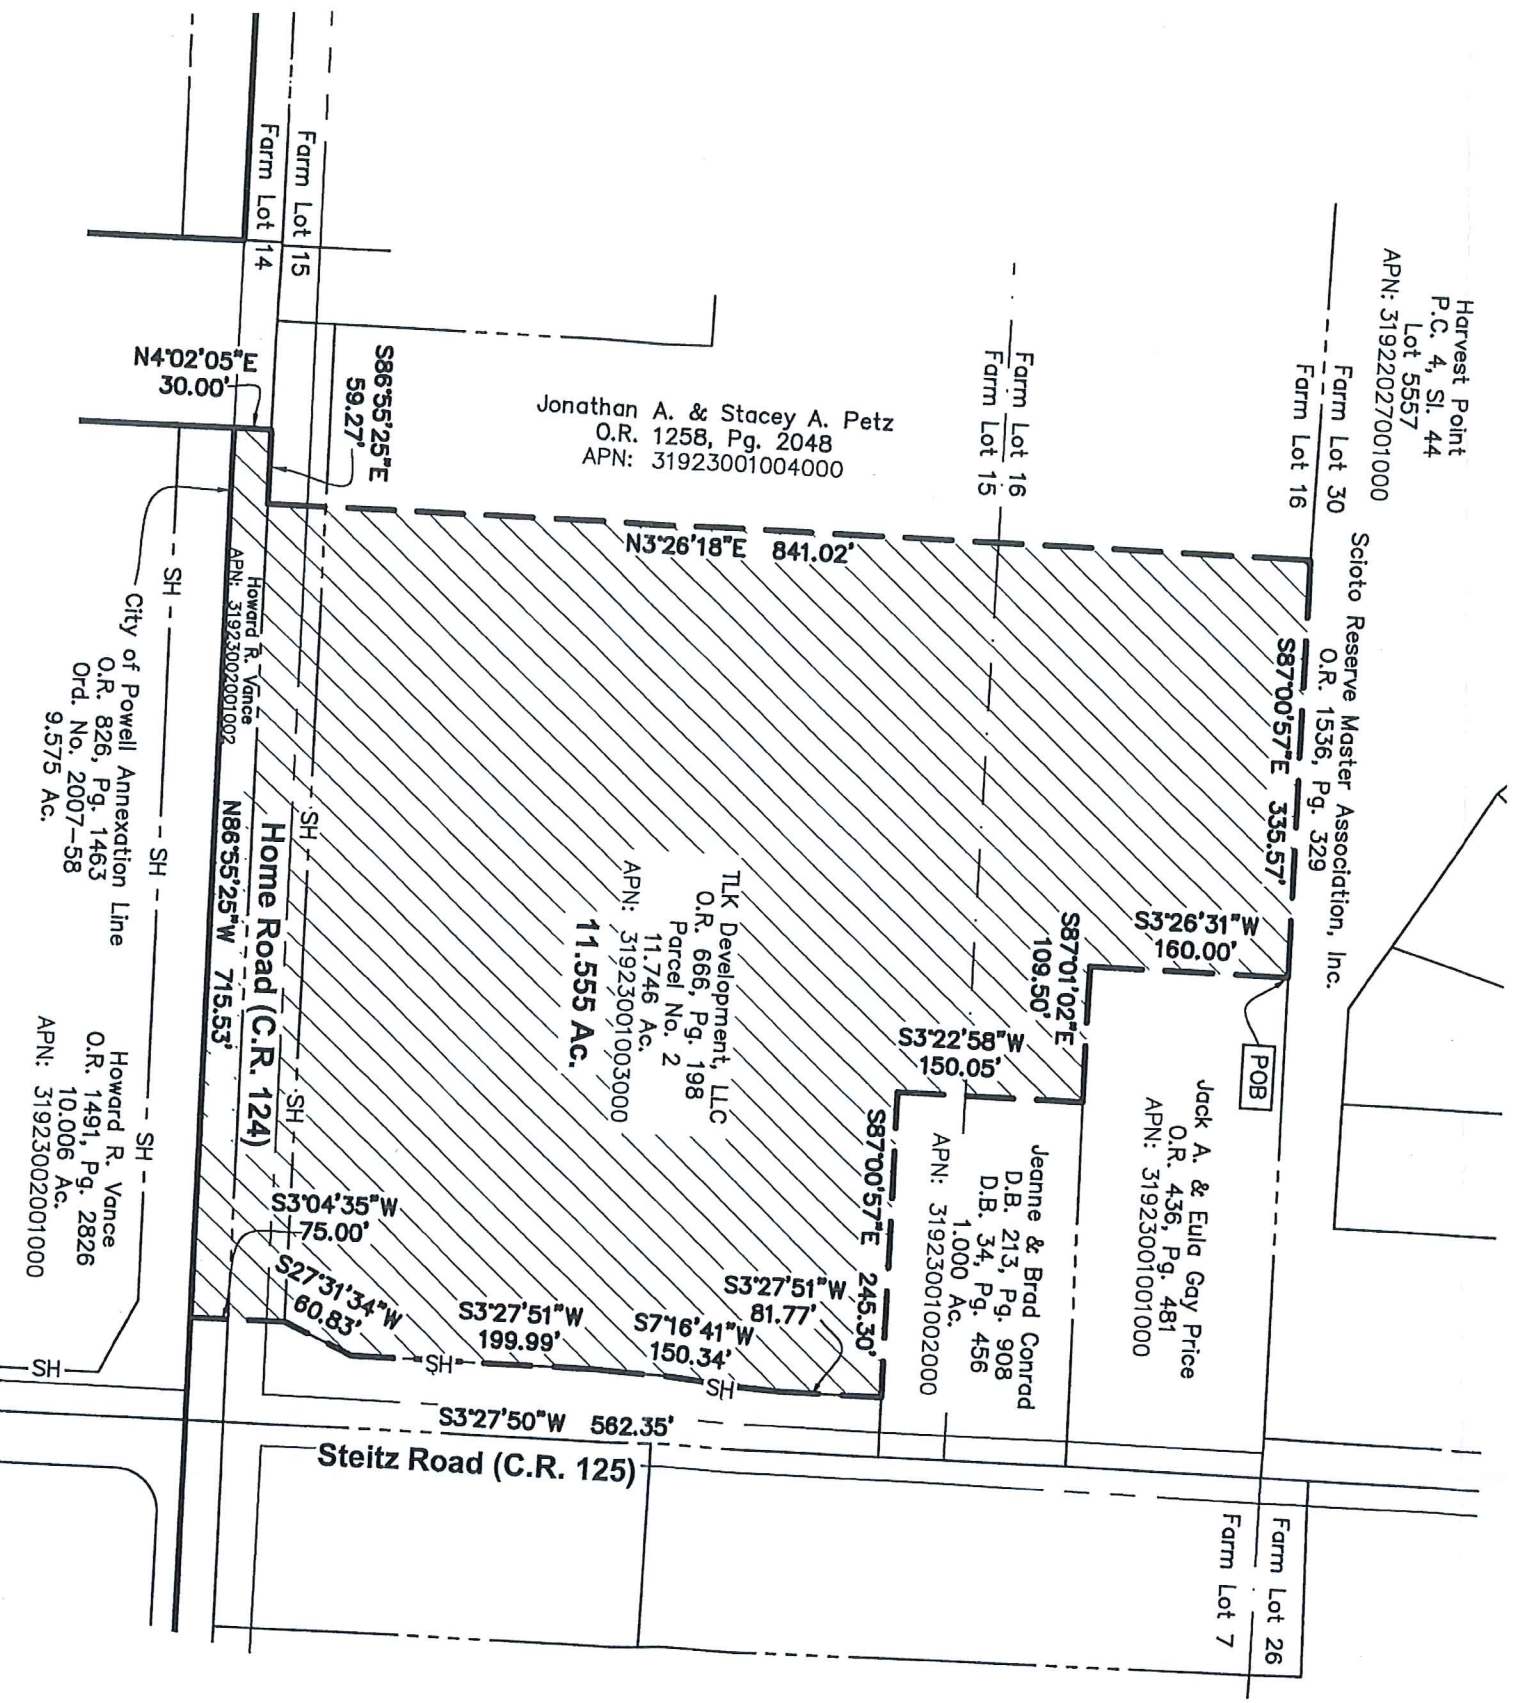 Harvest Point
P.C. 4, Sl. 44
Lot 5557
APN: 31922027001000
Farm Lot 30
Farm Lot 16
Scioto Reserve Master Association, Inc.
O.R. 1536, Pg. 329
S87°00'57"E 335.57'
Farm Lot 16
Farm Lot 15
Jonathan A. & Stacey A. Petz
O.R. 1258, Pg. 2048
APN: 31923001004000
Farm Lot 15
Farm Lot 14
S86°55'25"E
59.27'
N4°02'05"E
30.00'
N3°26'18"E 841.02'
S3°26'31"W
160.00'
POB
S87°01'02"E
109.50'
S3°22'58"W
150.05'
Jack A. & Eula Gay Price
O.R. 436, Pg. 481
APN: 31923001001000
Jeanne & Brad Conrad
D.B. 213, Pg. 908
D.B. 34, Pg. 456
1.000 Ac.
APN: 31923001002000
S87°00'57"E 245.30'
TLK Development, LLC
O.R. 666, Pg. 198
Parcel No. 2
11.746 Ac.
APN: 31923001003000
11.555 Ac.
S3°27'51"W
81.77'
S7°16'41"W
150.34'
S3°27'51"W
199.99'
S27°31'34"W
60.83'
S3°04'35"W
75.00'
SH
SH
SH
SH
Home Road (C.R. 124)
Howard R. Vance
APN: 31923002001002
N86°55'25"W 715.53'
SH
SH
SH
SH
City of Powell Annexation Line
O.R. 826, Pg. 1463
Ord. No. 2007-58
9.575 Ac.
Howard R. Vance
O.R. 1491, Pg. 2826
10.006 Ac.
APN: 31923002001000
S3°27'50"W 562.35'
Steitz Road (C.R. 125)
Farm Lot 26
Farm Lot 7